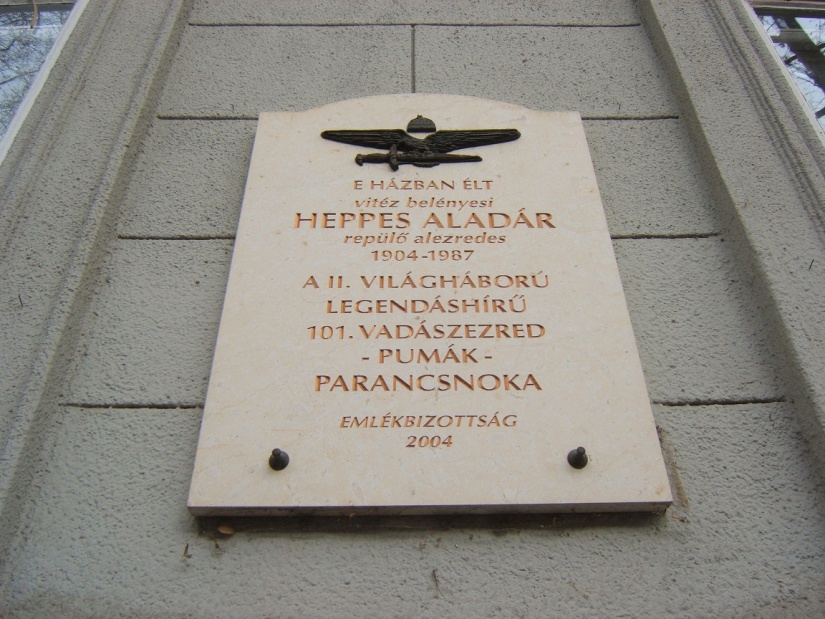 E HÁZBAN ÉLT
vitéz belényesi
HEPPES ALADÁR
repülő alezredes
1904-1987
A II. VILÁGHÁBORÚ
LEGENDÁSHÍRŰ
101. VADÁSZEZRED
- PUMÁK -
PARANCSNOKA
EMLÉKBIZOTTSÁG
2004